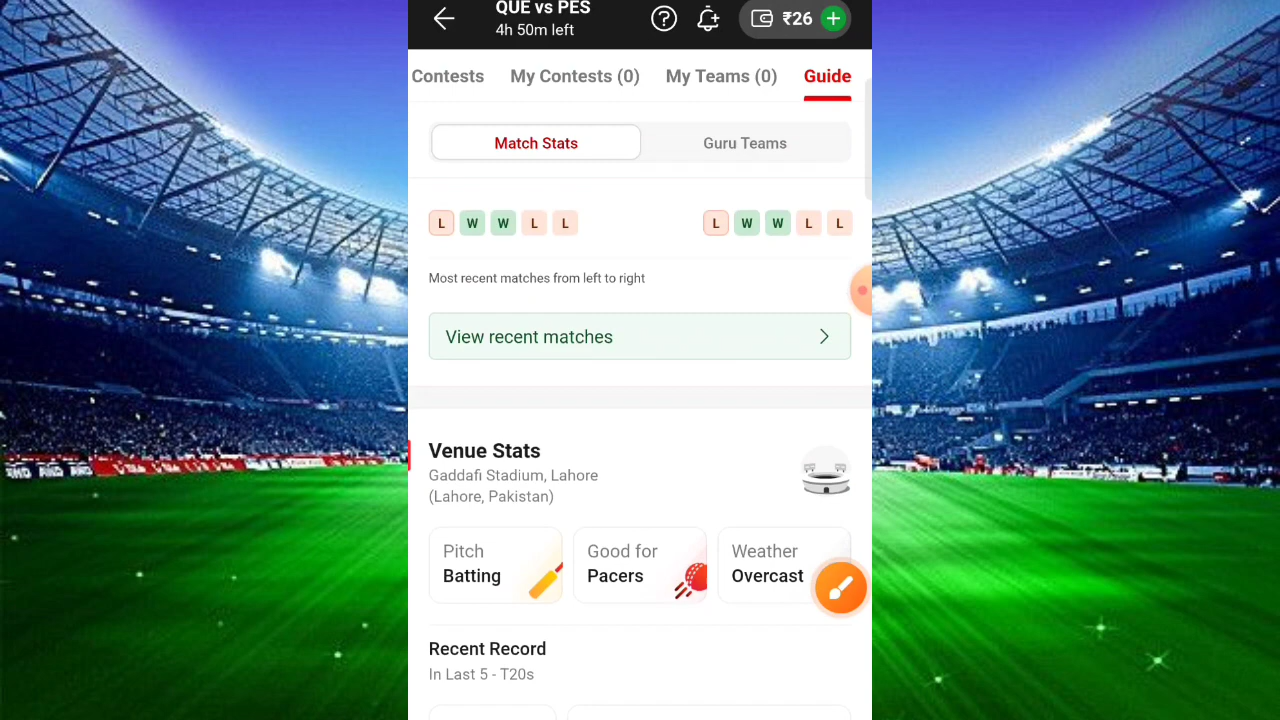 QUE vs PES
4h 50m left
₹26
Contests
My Contests (0)
My Teams (0)
Guide
Match Stats
Guru Teams
L W W L L
L W W L L
Most recent matches from left to right
View recent matches
Venue Stats
Gaddafi Stadium, Lahore
(Lahore, Pakistan)
Pitch
Batting
Good for
Pacers
Weather
Overcast
Recent Record
In Last 5 - T20s